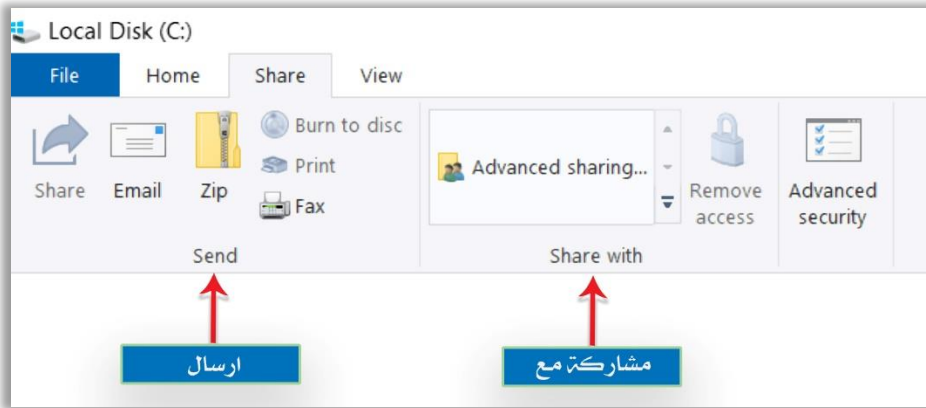 Local Disk (C:)
File Home Share View
Share
Email
Zip
Burn to disc
Print
Fax
Send
Advanced sharing...
Remove
access
Share with
Advanced
security
ارسال
مشاركة مع